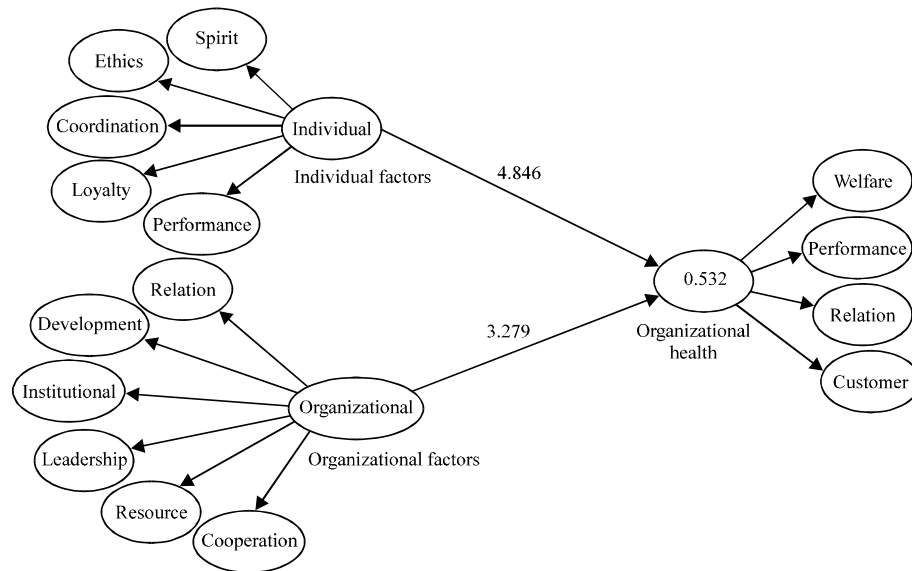 Spirit
Ethics
Coordination
Loyalty
Performance
Individual
Individual factors
4.846
Relation
Development
Institutional
Leadership
Resource
Cooperation
Organizational
Organizational factors
3.279
0.532
Organizational
health
Welfare
Performance
Relation
Customer